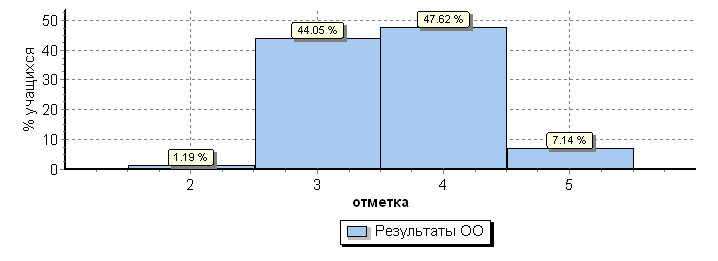 % учащихся
50
40
30
20
10
0
1.19 %
44.05 %
47.62 %
7.14 %
2 3 4 5
отметка
Результаты ОО